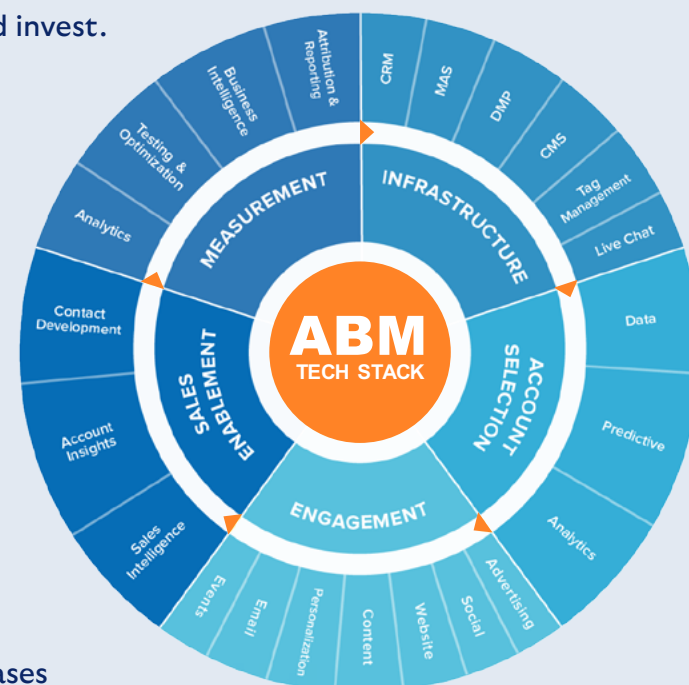 d invest.
ABM
TECH STACK
INFRASTRUCTURE
CRM
MAS
DMP
CMS
Tag
Management
Live Chat
ACCOUNT
SELECTION
Data
Predictive
Analytics
ENGAGEMENT
Advertising
Social
Website
Content
Personalization
Email
Events
SALES
ENABLEMENT
Sales
Intelligence
Account
Insights
Contact
Development
MEASUREMENT
Analytics
Testing &
Optimization
Business
Intelligence
Attribution &
Reporting
ases